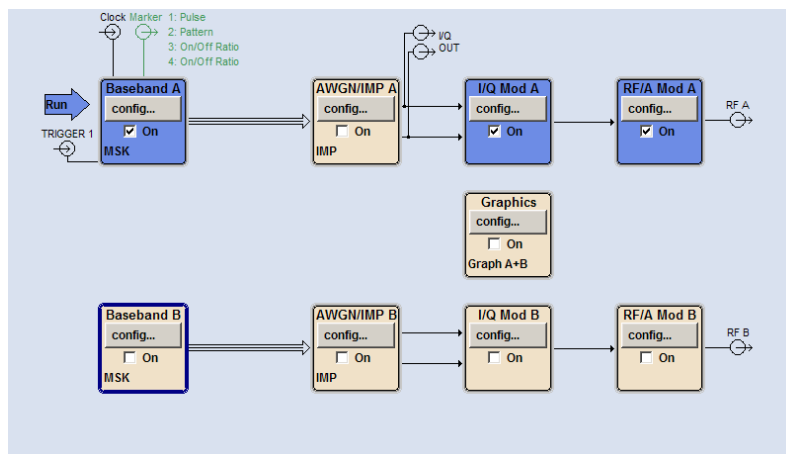 Clock Marker 1: Pulse
2: Pattern
3: On/Off Ratio
4: On/Off Ratio
I/Q
OUT
Run
TRIGGER 1
Baseband A
config...
On
MSK
AWGN/IMP A
config...
On
IMP
I/Q Mod A
config...
On
RF/A Mod A
config...
On
RF A
Graphics
config...
On
Graph A+B
Baseband B
config...
On
MSK
AWGN/IMP B
config...
On
IMP
I/Q Mod B
config...
On
RF/A Mod B
config...
On
RF B